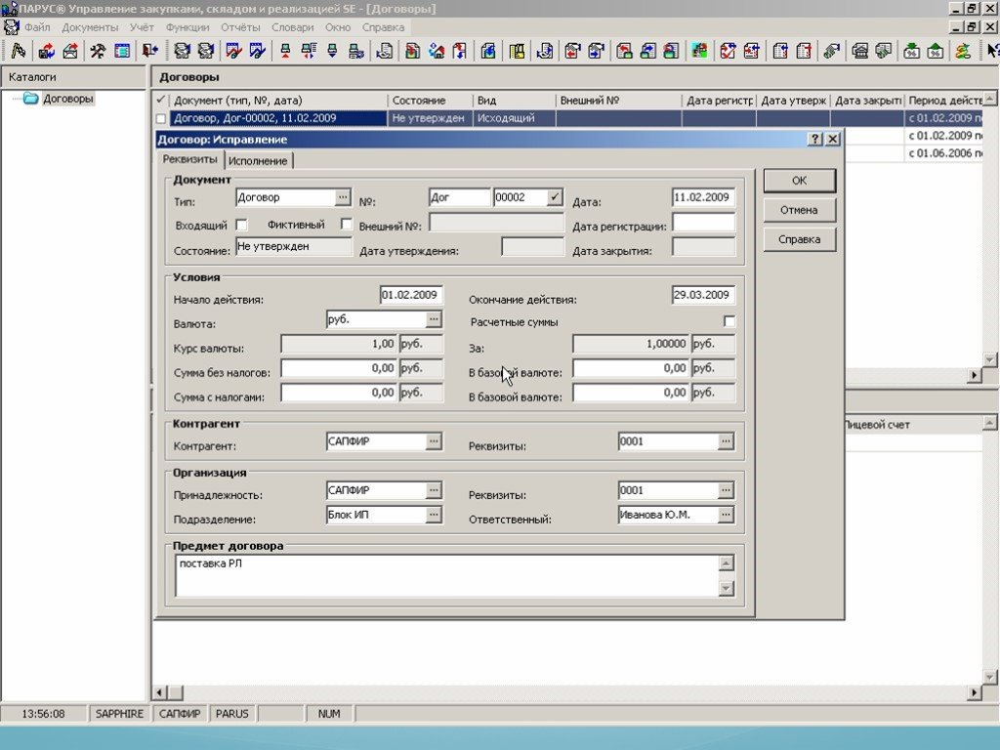 ПАРУС® Управление закупками, складом и реализацией SE - [Договоры]
Файл Документы Учёт Функции Отчёты Словари Окно Справка
Каталоги
Договоры
Договоры
Документ (тип, №, дата) Состояние Вид Внешний № Дата регистр Дата утверж Дата закрыти Период действ
Договор, Дог-00002, 11.02.2009 Не утвержден Исходящий с 01.02.2009 п
с 01.02.2009 п
с 01.06.2006 п
Договор: Исправление
Реквизиты Исполнение
Документ
Тип: Договор ... №: Дог 00002 Дата: 11.02.2009
Входящий Фиктивный Внешний №: Дата регистрации:
Состояние: Не утвержден Дата утверждения: Дата закрытия:
Условия
Начало действия: 01.02.2009 Окончание действия: 29.03.2009
Валюта: руб. ... Расчетные суммы
Курс валюты: 1,00 руб. За: 1,00000 руб.
Сумма без налогов: 0,00 руб. В базовой валюте: 0,00 руб.
Сумма с налогами: 0,00 руб. В базовой валюте: 0,00 руб.
Контрагент
Контрагент: САПФИР ... Реквизиты: 0001 ...
Организация
Принадлежность: САПФИР ... Реквизиты: 0001 ...
Подразделение: Блок ИП ... Ответственный: Иванова Ю.М. ...
Предмет договора
поставка РЛ
OK
Отмена
Справка
Лицевой счет
13:56:08 SAPPHIRE САПФИР PARUS NUM